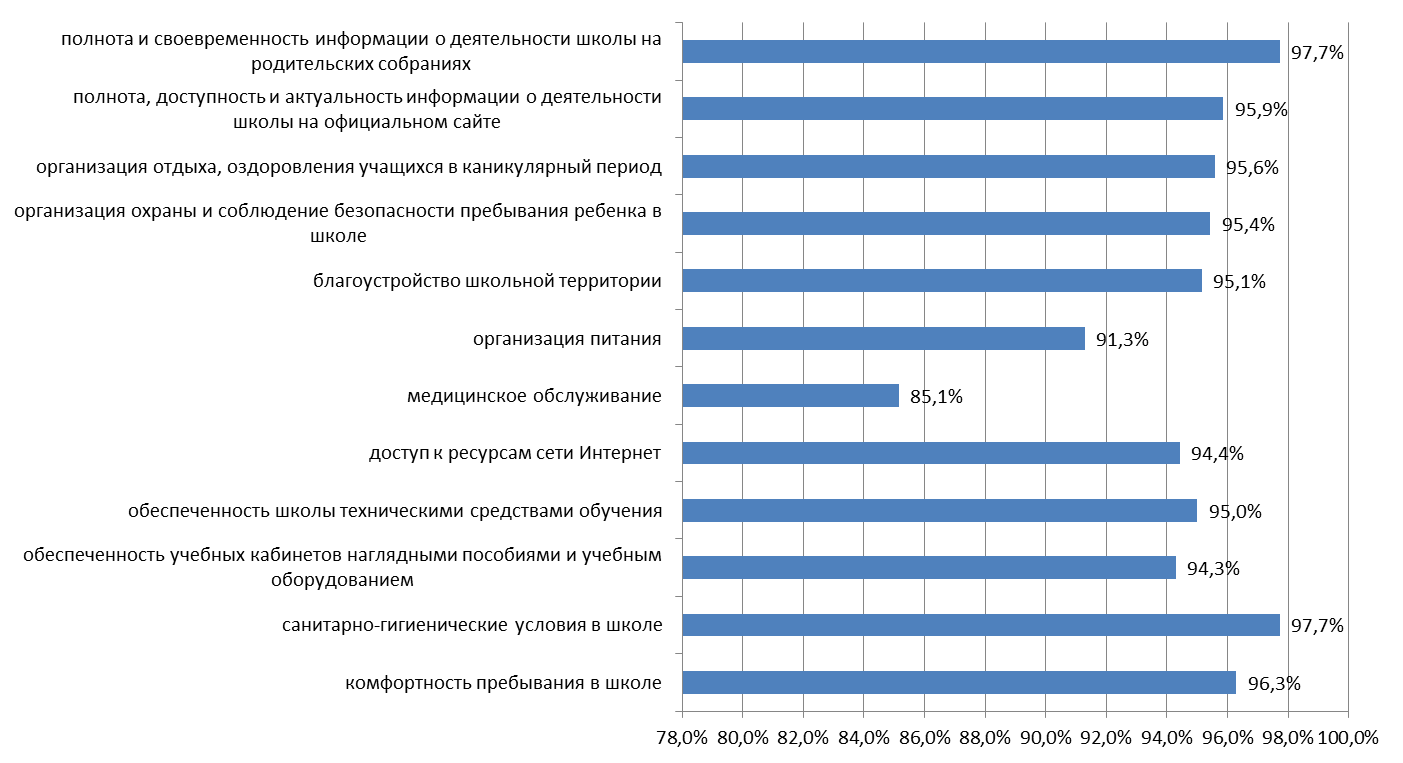 полнота и своевременность информации о деятельности школы на
родительских собраниях
97,7%
полнота, доступность и актуальность информации о деятельности
школы на официальном сайте
95,9%
организация отдыха, оздоровления учащихся в каникулярный период
95,6%
организация охраны и соблюдение безопасности пребывания ребенка в
школе
95,4%
благоустройство школьной территории
95,1%
организация питания
91,3%
медицинское обслуживание
85,1%
доступ к ресурсам сети Интернет
94,4%
обеспеченность школы техническими средствами обучения
95,0%
обеспеченность учебных кабинетов наглядными пособиями и учебным
оборудованием
94,3%
санитарно-гигиенические условия в школе
97,7%
комфортность пребывания в школе
96,3%
78,0% 80,0% 82,0% 84,0% 86,0% 88,0% 90,0% 92,0% 94,0% 96,0% 98,0% 100,0%